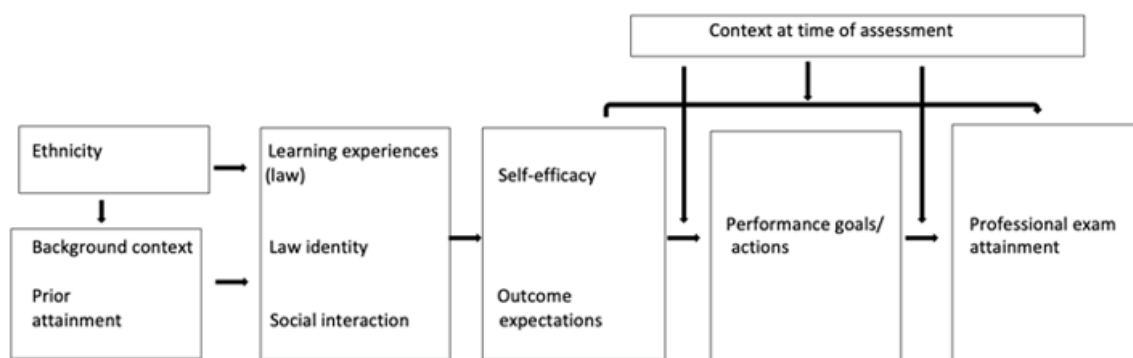 Context at time of assessment
Ethnicity
Background context
Prior
attainment
Learning experiences
(law)
Law identity
Social interaction
Self-efficacy
Outcome
expectations
Performance goals/
actions
Professional exam
attainment